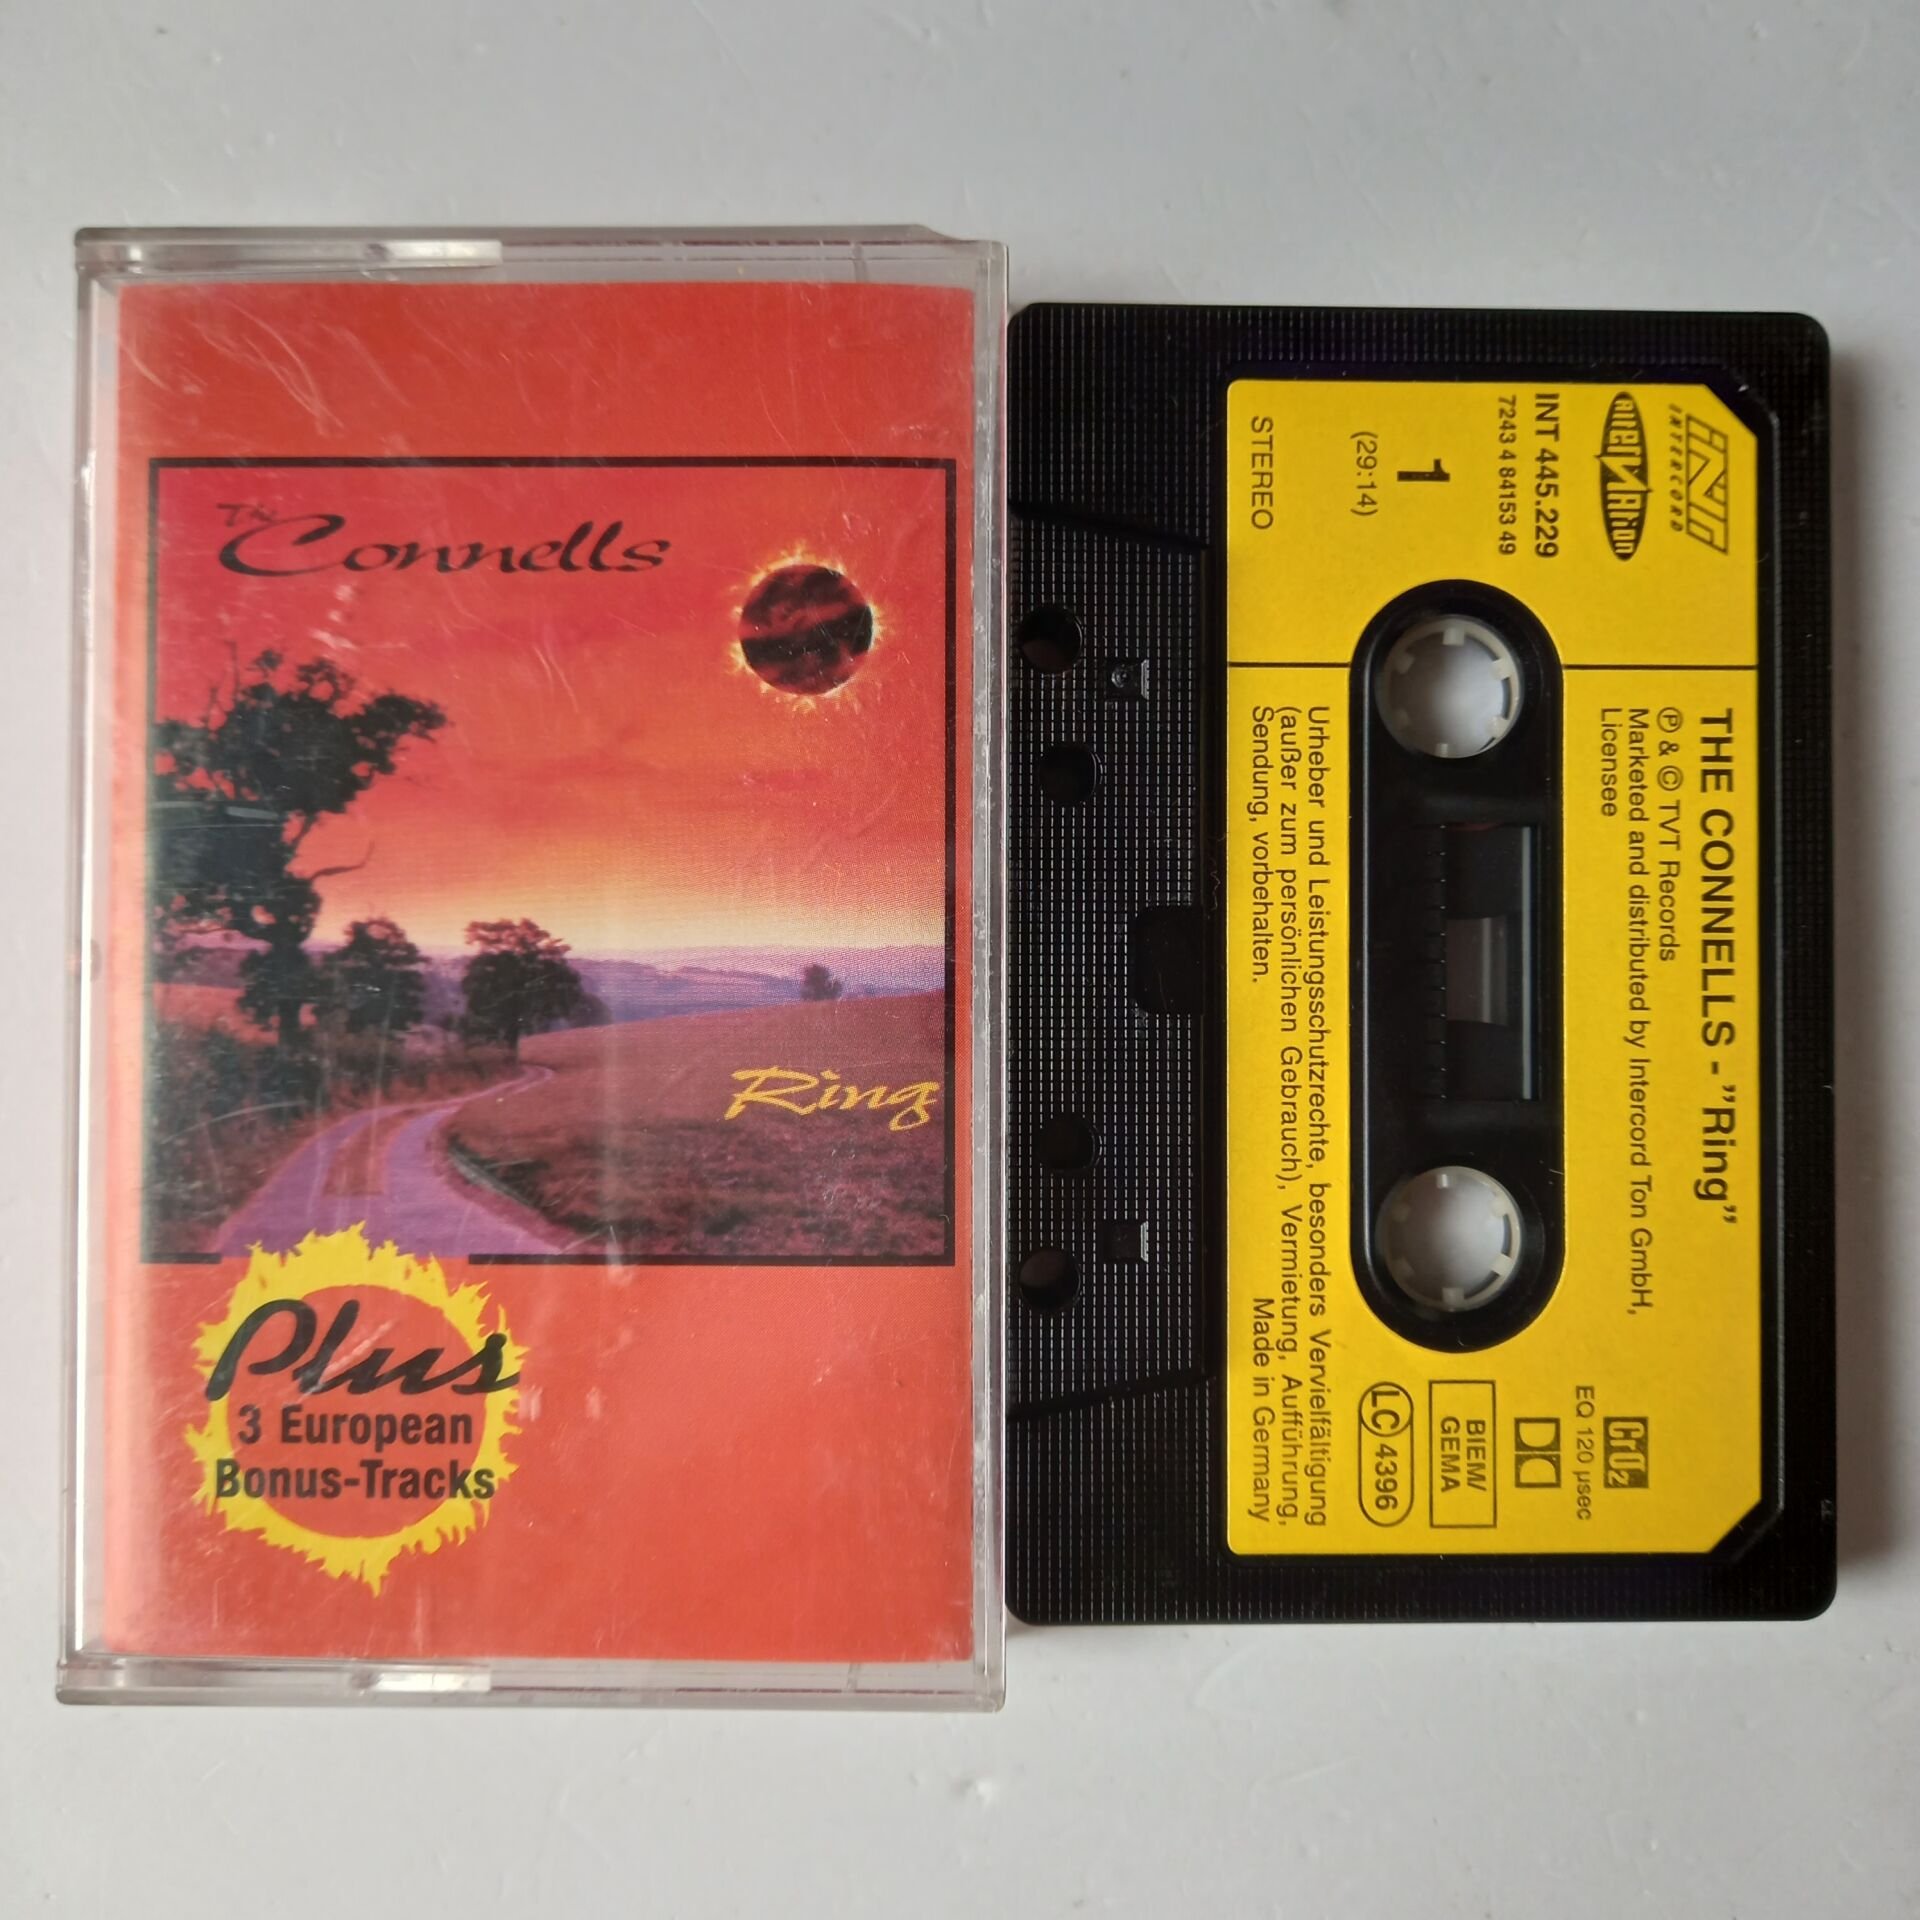 The
Connells
Ring
Plus
3 European
Bonus-Tracks
iNT
INTERCORD
INT 445.229
7243 4 84153 49
1
(29:14)
STEREO
THE CONNELLS - ”Ring”
Ⓟ & © TVT Records
Marketed and distributed by Intercord Ton GmbH,
Licensee
CrO2
EQ 120 µsec
BIEM/
GEMA
LC 4396
Urheber und Leistungsschutzrechte, besonders Vervielfältigung
(außer zum persönlichen Gebrauch), Vermietung, Aufführung,
Sendung, vorbehalten.
Made in Germany